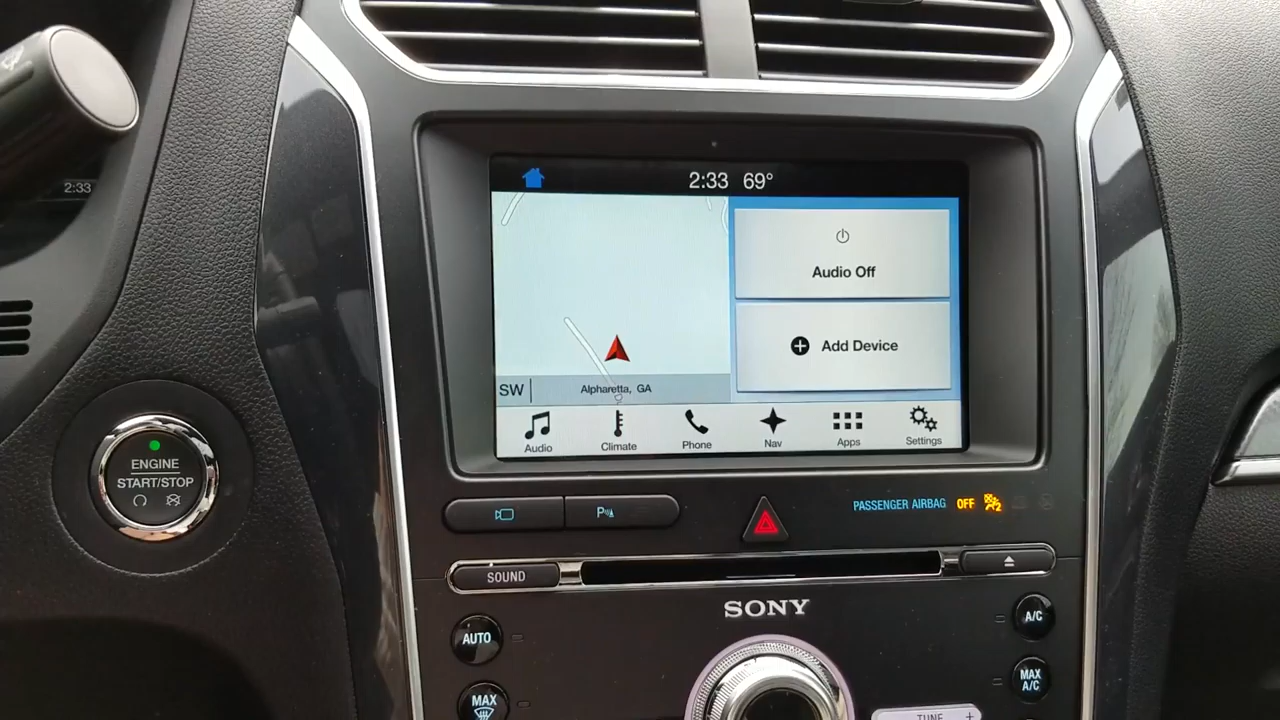 2:33 69°
2:33
Audio Off
Add Device
SW
Alpharetta, GA
Audio
Climate
Phone
Nav
Apps
Settings
ENGINE
START/STOP
P
PASSENGER AIRBAG OFF
2
SOUND
SONY
AUTO
A/C
MAX
MAX
A/C
TUNE +